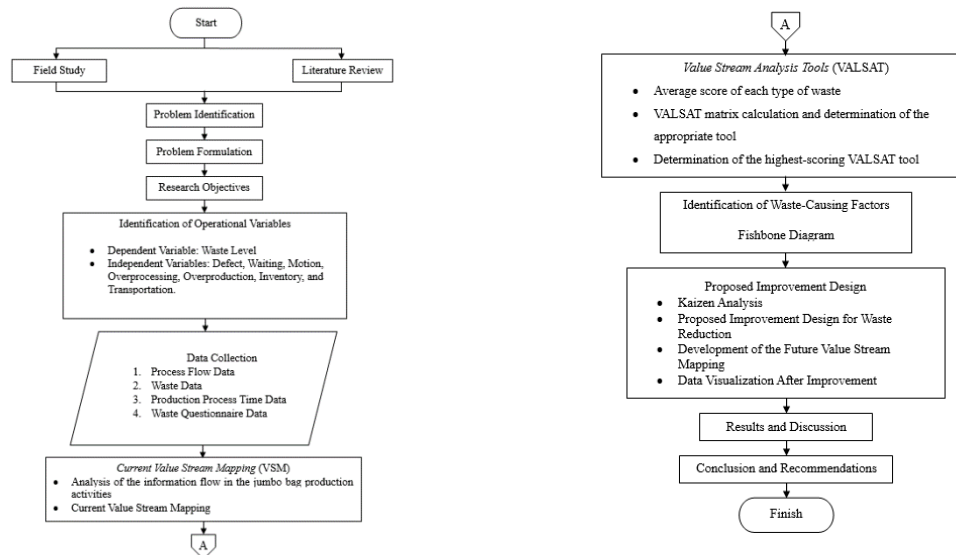 Start
Field Study
Literature Review
Problem Identification
Problem Formulation
Research Objectives
Identification of Operational Variables
• Dependent Variable: Waste Level
• Independent Variables: Defect, Waiting, Motion,
Overprocessing, Overproduction, Inventory, and
Transportation.
Data Collection
1. Process Flow Data
2. Waste Data
3. Production Process Time Data
4. Waste Questionnaire Data
Current Value Stream Mapping (VSM)
• Analysis of the information flow in the jumbo bag production
activities
• Current Value Stream Mapping
A
A
Value Stream Analysis Tools (VALSAT)
• Average score of each type of waste
• VALSAT matrix calculation and determination of the
appropriate tool
• Determination of the highest-scoring VALSAT tool
Identification of Waste-Causing Factors
Fishbone Diagram
Proposed Improvement Design
• Kaizen Analysis
• Proposed Improvement Design for Waste
Reduction
• Development of the Future Value Stream
Mapping
• Data Visualization After Improvement
Results and Discussion
Conclusion and Recommendations
Finish